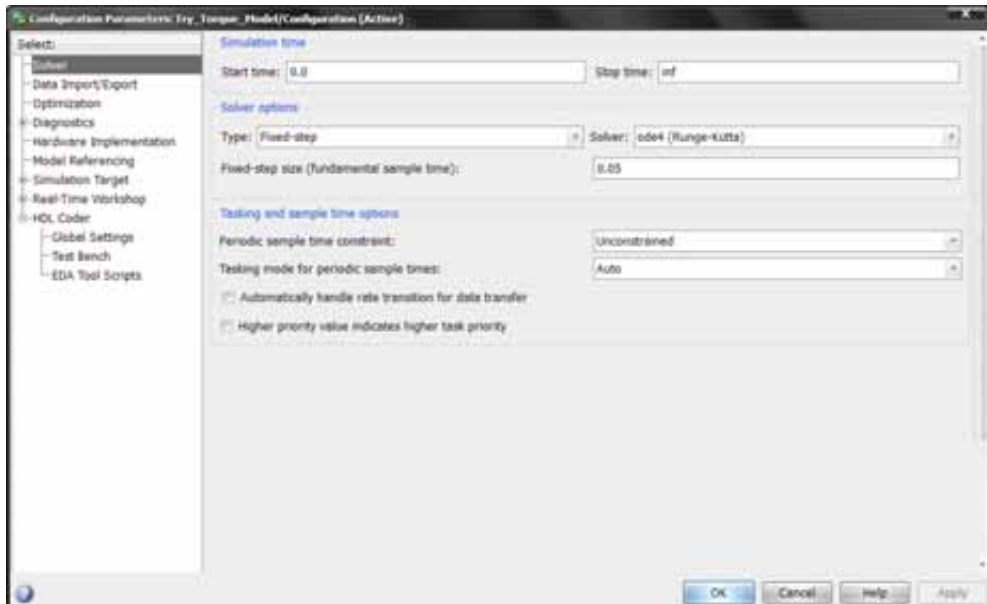 Configuration Parameters: Try_Torque_Model/Configuration (Active)
Select:
Solver
Data Import/Export
Optimization
Diagnostics
Hardware Implementation
Model Referencing
Simulation Target
Real-Time Workshop
HDL Coder
Global Settings
Test Bench
EDA Tool Scripts
Simulation time
Start time: 0.0 Stop time: inf
Solver options
Type: Fixed-step Solver: ode4 (Runge-Kutta)
Fixed-step size (fundamental sample time): 0.05
Tasking and sample time options
Periodic sample time constraint: Unconstrained
Tasking mode for periodic sample times: Auto
Automatically handle rate transition for data transfer
Higher priority value indicates higher task priority
OK Cancel Help Apply